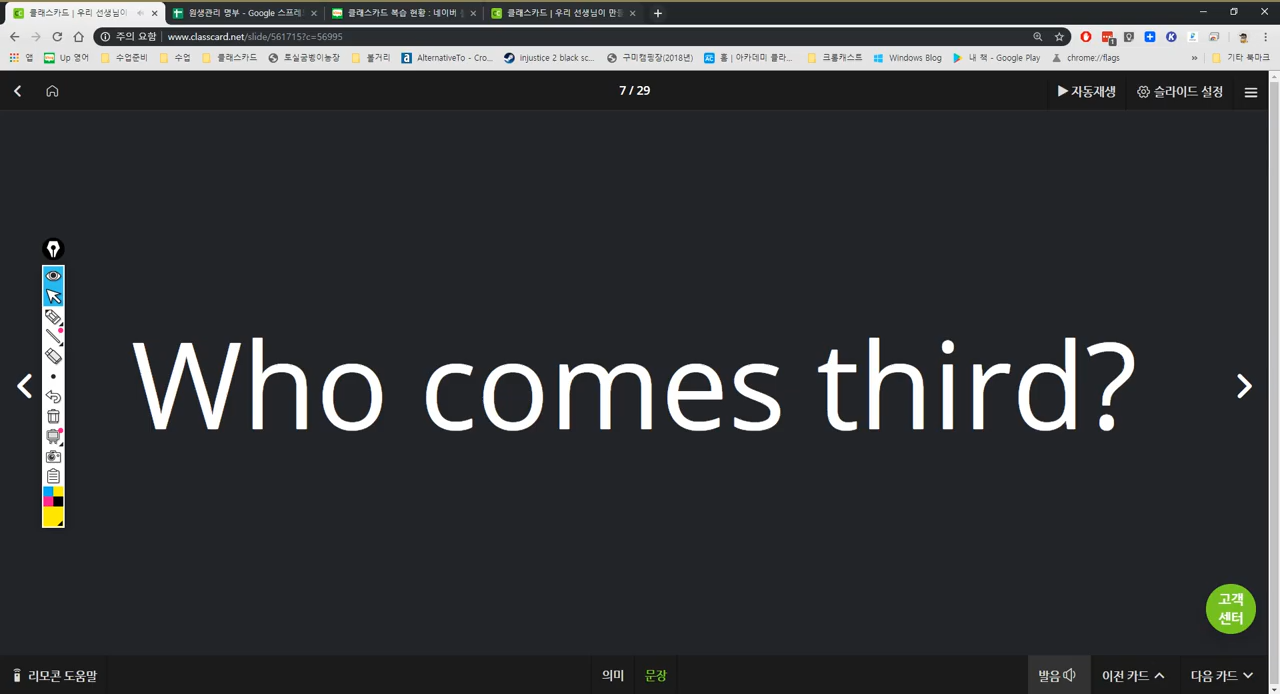 클래스카드 | 우리 선생님이
원생관리 명부 - Google 스프레
클래스카드 복습 현황 : 네이버
클래스카드 | 우리 선생님이 만든
주의 요함 www.classcard.net/slide/561715?c=56995
앱 Up 영어 수업준비 수업 클래스카드 토실굼벵이농장 볼거리 AlternativeTo - Cro... Injustice 2 black sc... 구미캠핑장(2018년) 홈 | 아카데미 클라... 크롬캐스트 Windows Blog 내 책 - Google Play chrome://flags » 기타 북마크
7 / 29
자동재생
슬라이드 설정
Who comes third?
고객
센터
리모콘 도움말
의미
문장
발음
이전 카드
다음 카드